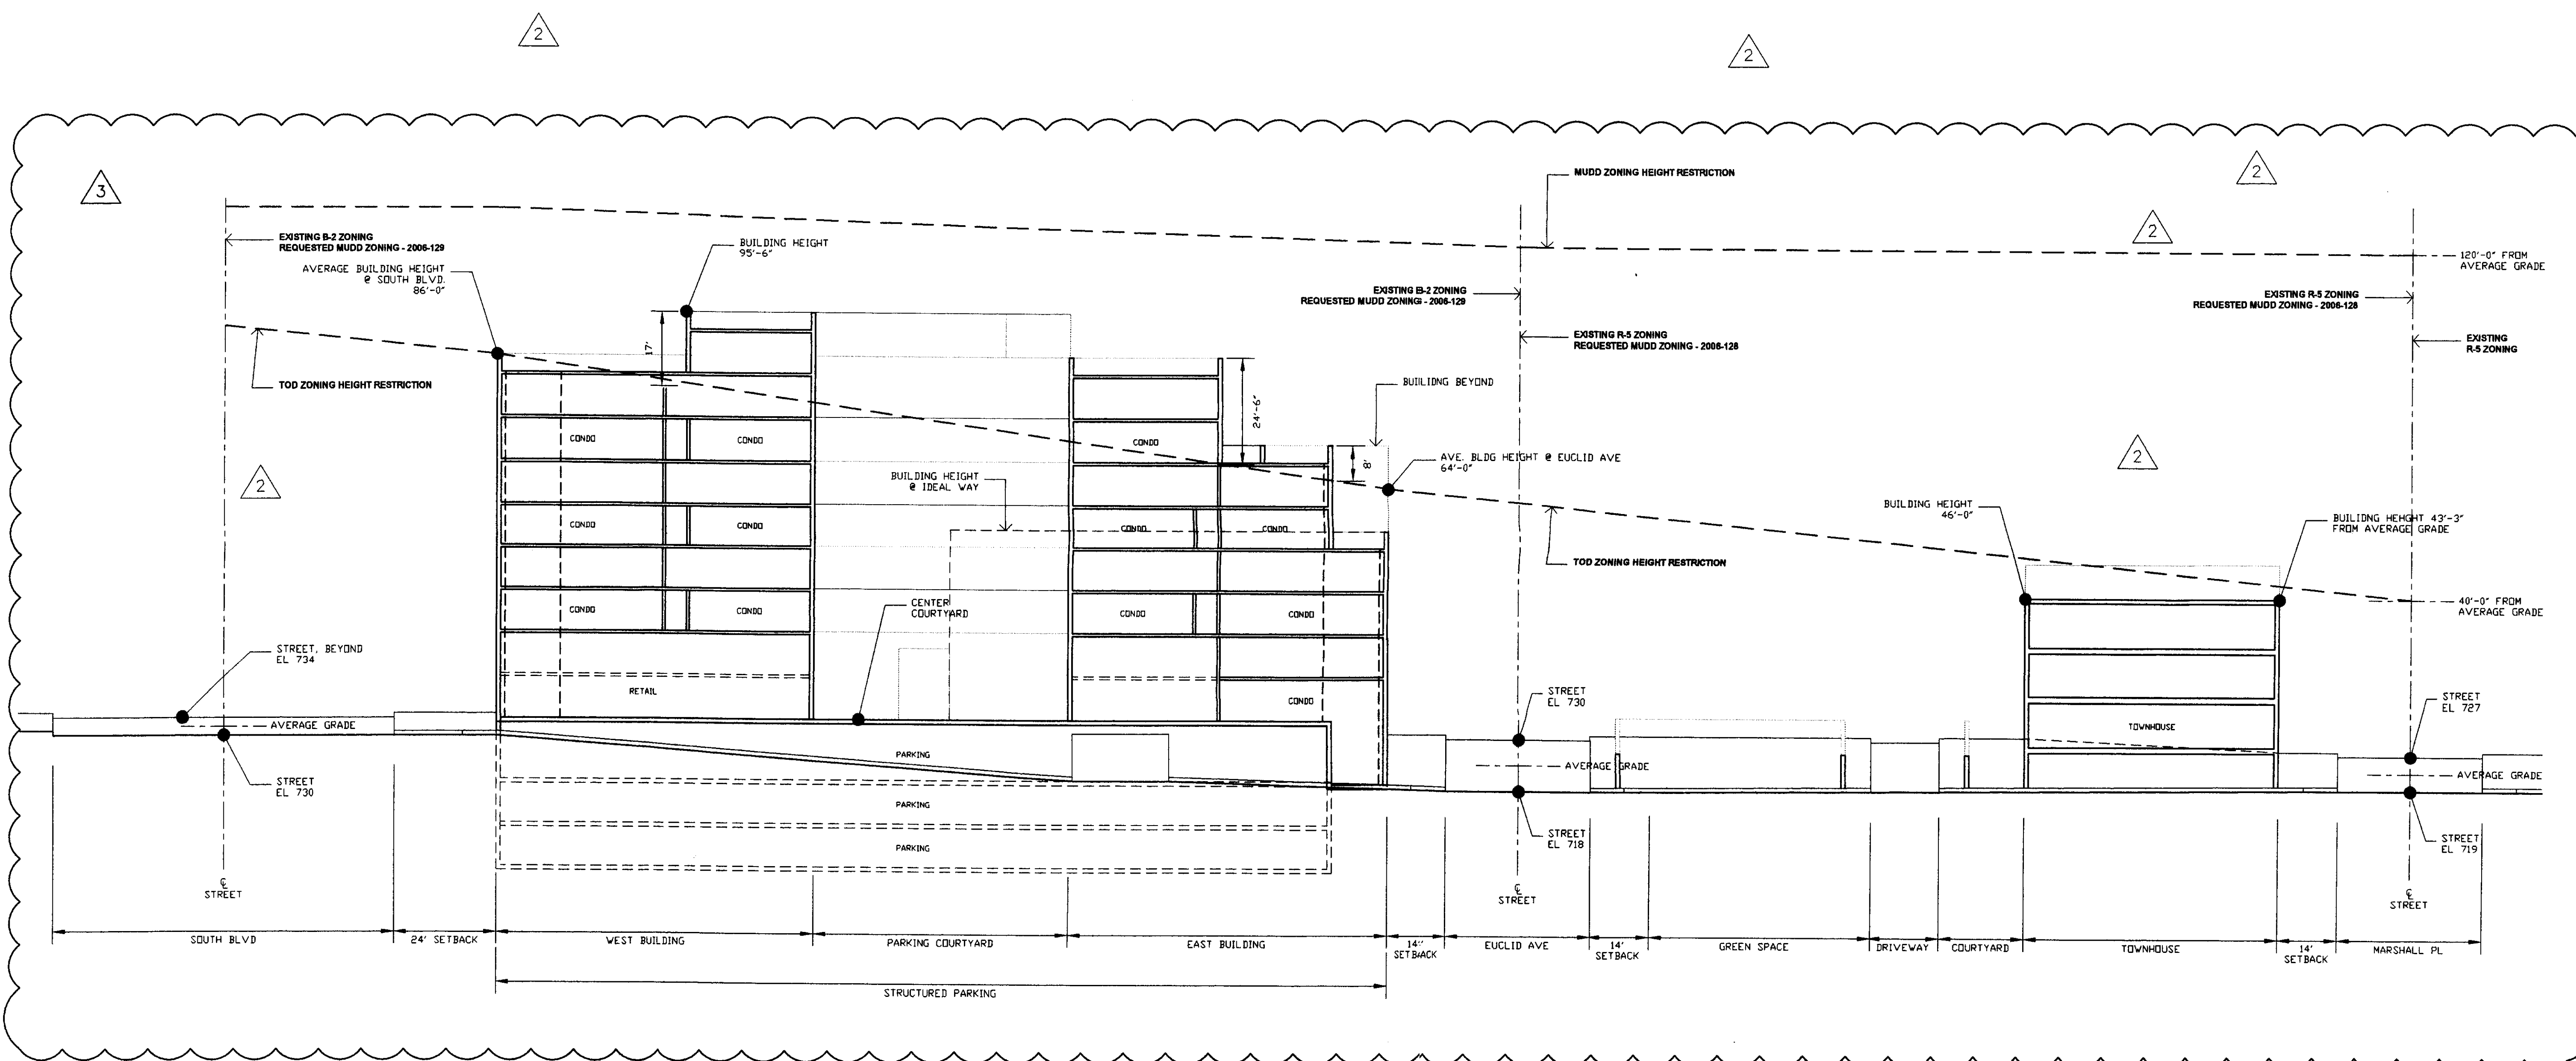 2
2
3
2
2
MUDD ZONING HEIGHT RESTRICTION
EXISTING B-2 ZONING
REQUESTED MUDD ZONING - 2006-129
BUILDING HEIGHT
95'-6"
AVERAGE BUILDING HEIGHT
@ SOUTH BLVD.
86'-0"
120'-0" FROM
AVERAGE GRADE
EXISTING B-2 ZONING
REQUESTED MUDD ZONING - 2006-129
EXISTING R-5 ZONING
REQUESTED MUDD ZONING - 2006-128
EXISTING R-5 ZONING
REQUESTED MUDD ZONING - 2006-128
EXISTING
R-5 ZONING
17'
TOD ZONING HEIGHT RESTRICTION
BUIILIDNG BEYOND
24'-6"
CONDO
CONDO
CONDO
8'
AVE. BLDG HEIGHT @ EUCLID AVE
64'-0"
2
2
BUILDING HEIGHT
@ IDEAL WAY
BUILDING HEIGHT
46'-0"
BUILIDNG HEHGHT 43'-3"
FROM AVERAGE GRADE
CONDO
CONDO
CONDO
CONDO
TOD ZONING HEIGHT RESTRICTION
CENTER
COURTYARD
40'-0" FROM
AVERAGE GRADE
CONDO
CONDO
CONDO
CONDO
STREET, BEYOND
EL 734
RETAIL
CONDO
STREET
EL 730
STREET
EL 727
AVERAGE GRADE
TOWNHOUSE
PARKING
AVERAGE GRADE
AVERAGE GRADE
STREET
EL 730
PARKING
PARKING
STREET
EL 718
STREET
EL 719
℄
STREET
℄
STREET
℄
STREET
SOUTH BLVD
24' SETBACK
WEST BUILDING
PARKING COURTYARD
EAST BUILDING
14'
SETBACK
EUCLID AVE
14'
SETBACK
GREEN SPACE
DRIVEWAY
COURTYARD
TOWNHOUSE
14'
SETBACK
MARSHALL PL
STRUCTURED PARKING